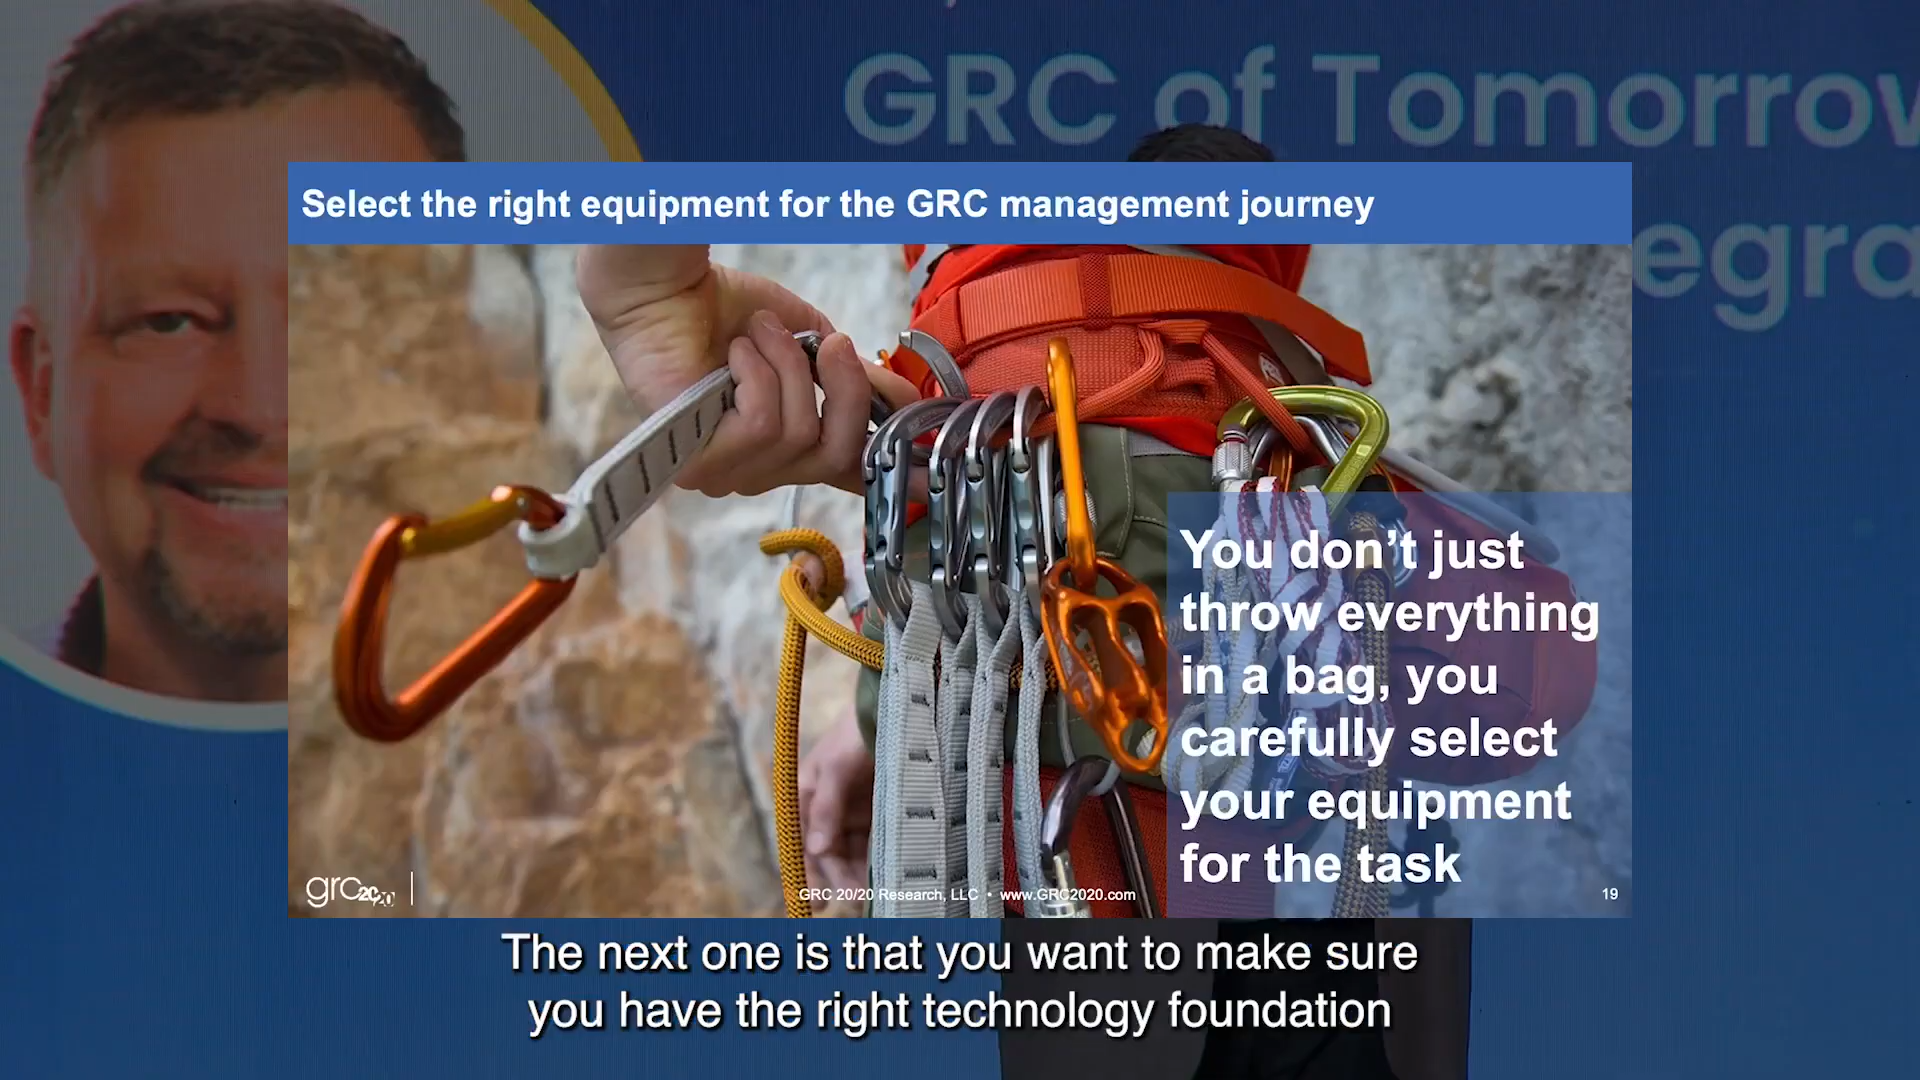 GRC of Tomorrow
egra
Select the right equipment for the GRC management journey
You don't just
throw everything
in a bag, you
carefully select
your equipment
for the task
grc2020
GRC 20/20 Research, LLC • www.GRC2020.com
19
The next one is that you want to make sure
you have the right technology foundation